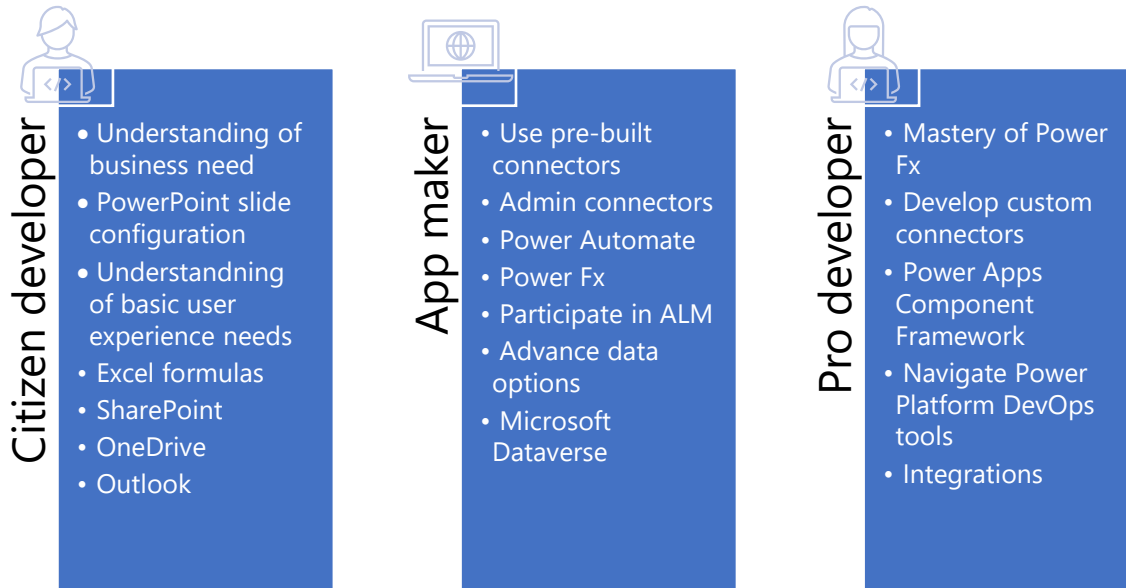 Citizen developer
• Understanding of
business need
• PowerPoint slide
configuration
• Understandning
of basic user
experience needs
• Excel formulas
• SharePoint
• OneDrive
• Outlook
App maker
• Use pre-built
connectors
• Admin connectors
• Power Automate
• Power Fx
• Participate in ALM
• Advance data
options
• Microsoft
Dataverse
Pro developer
• Mastery of Power
Fx
• Develop custom
connectors
• Power Apps
Component
Framework
• Navigate Power
Platform DevOps
tools
• Integrations